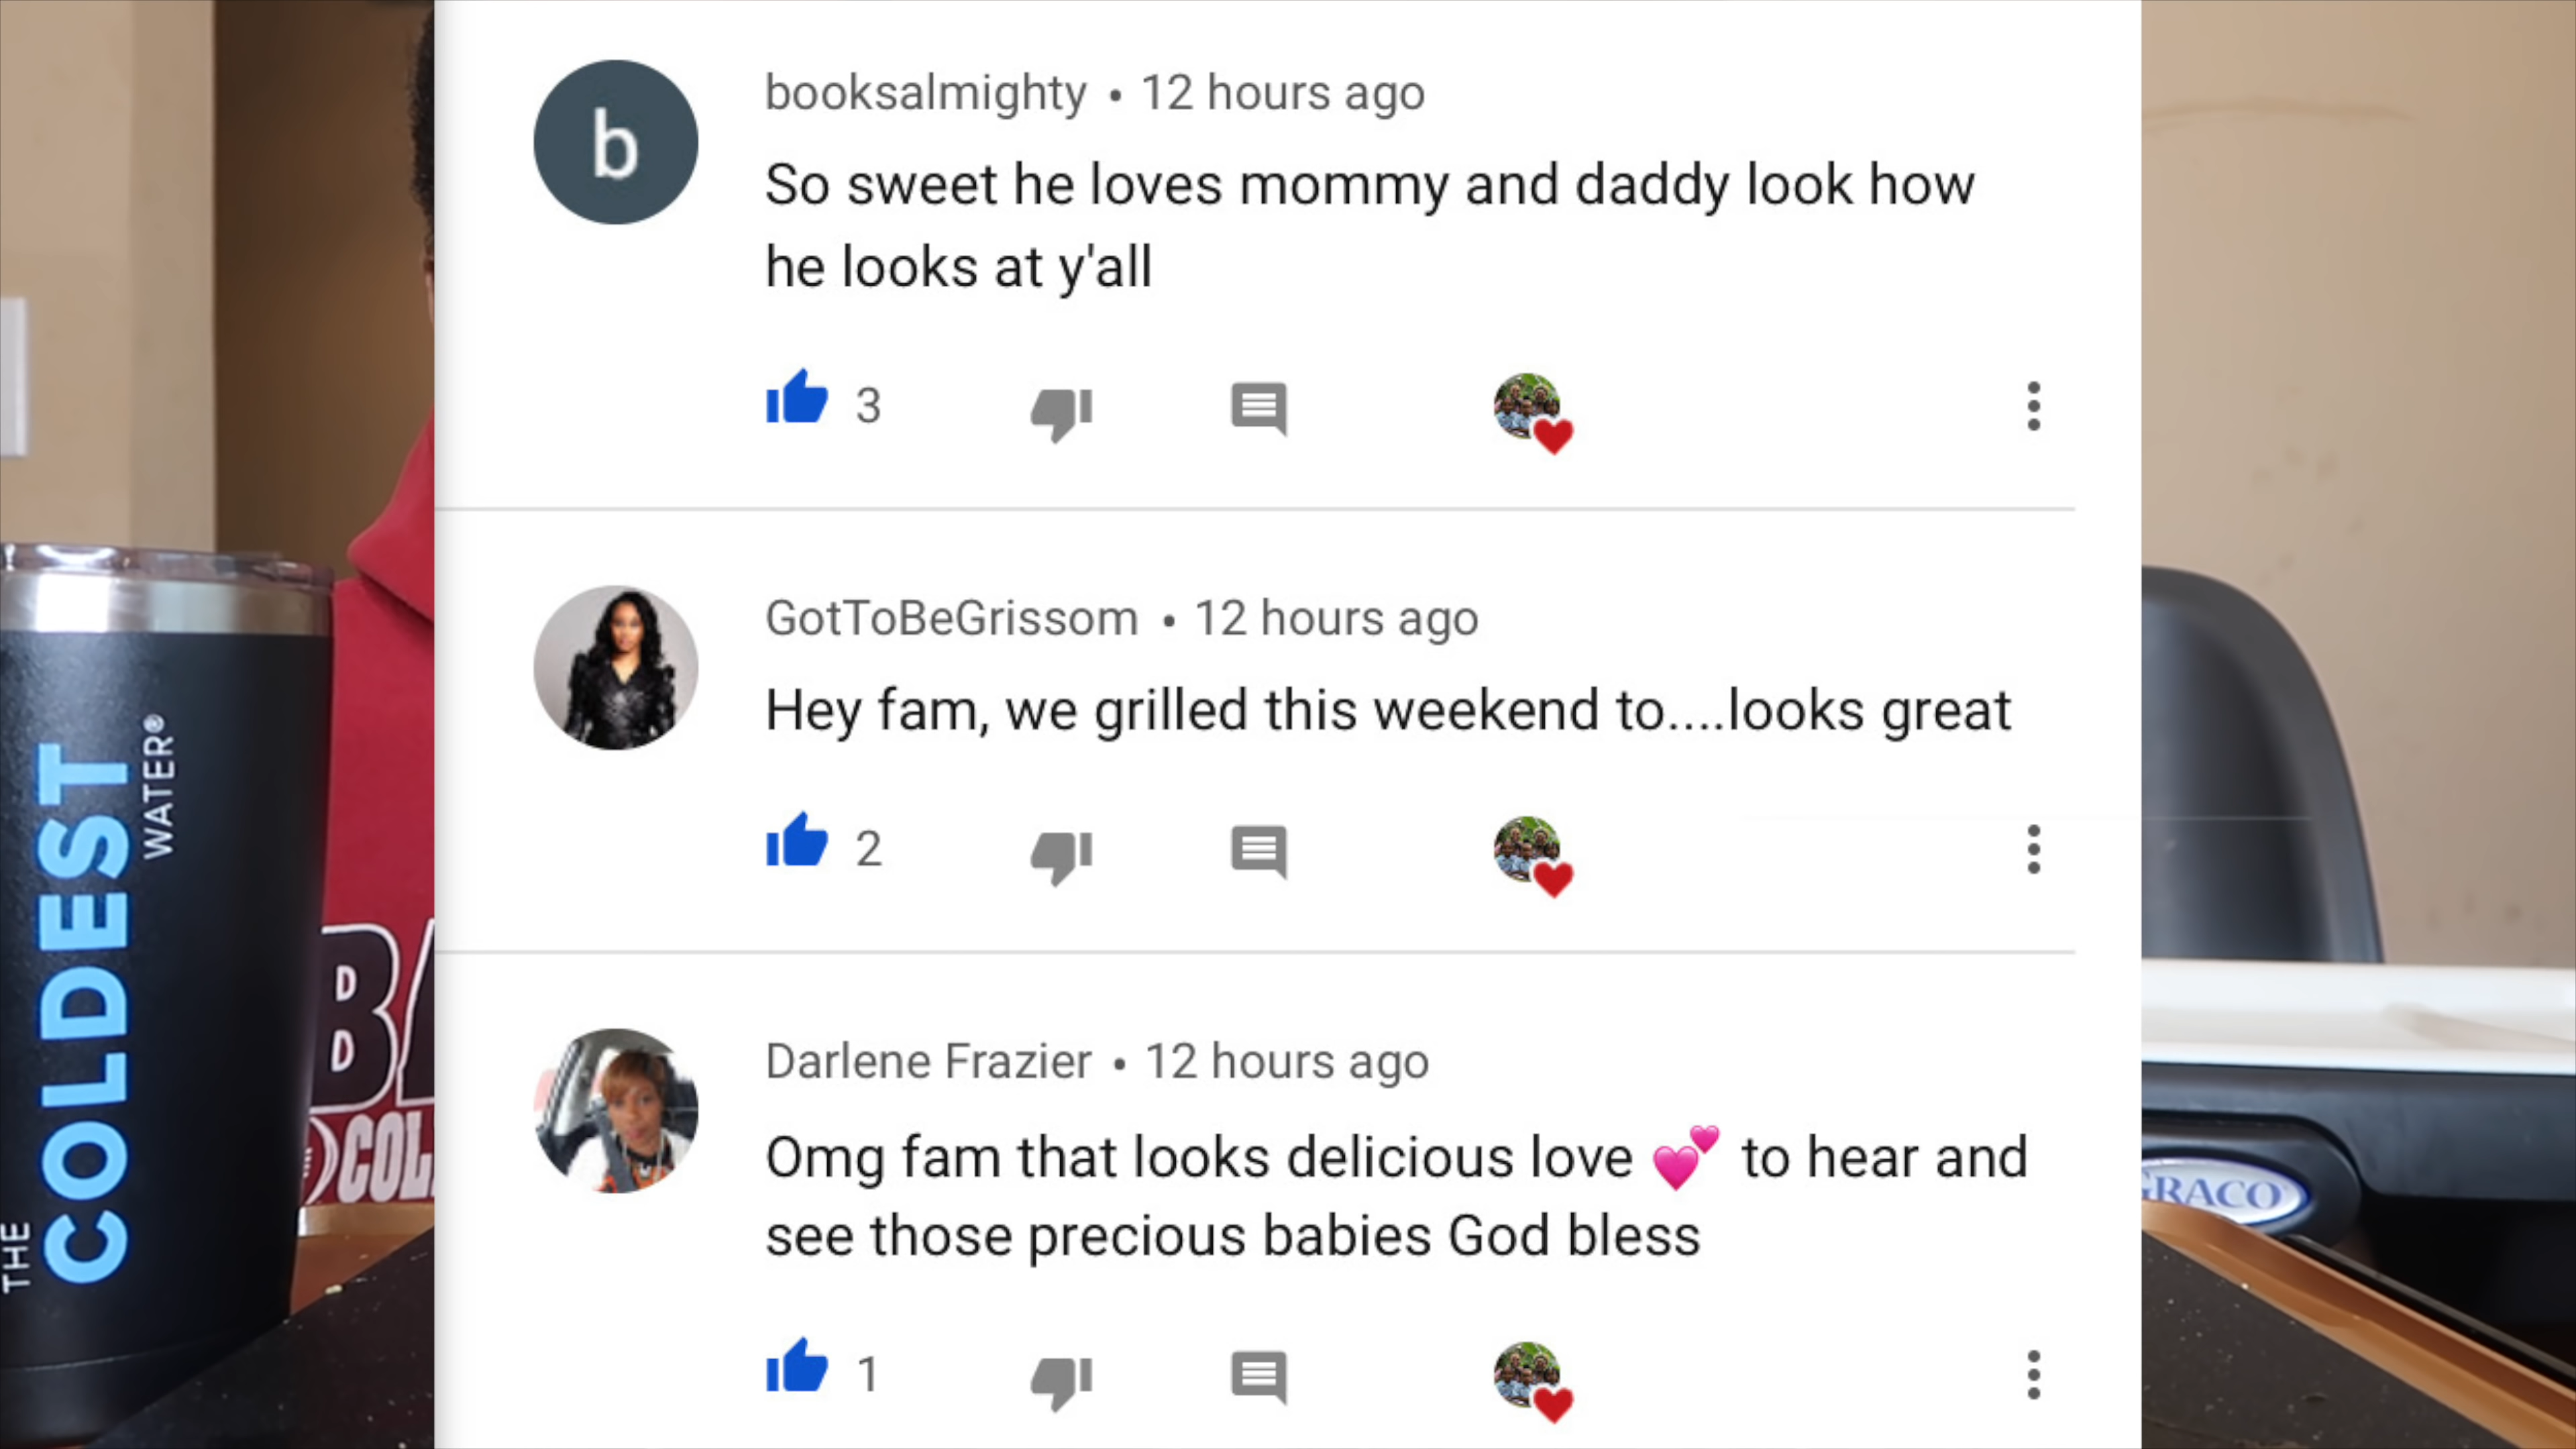 b
booksalmighty • 12 hours ago
So sweet he loves mommy and daddy look how
he looks at y'all
3
GotToBeGrissom • 12 hours ago
Hey fam, we grilled this weekend to....looks great
2
Darlene Frazier • 12 hours ago
Omg fam that looks delicious love 💕 to hear and
see those precious babies God bless
1
THE
COLDEST
WATER®
GRACO